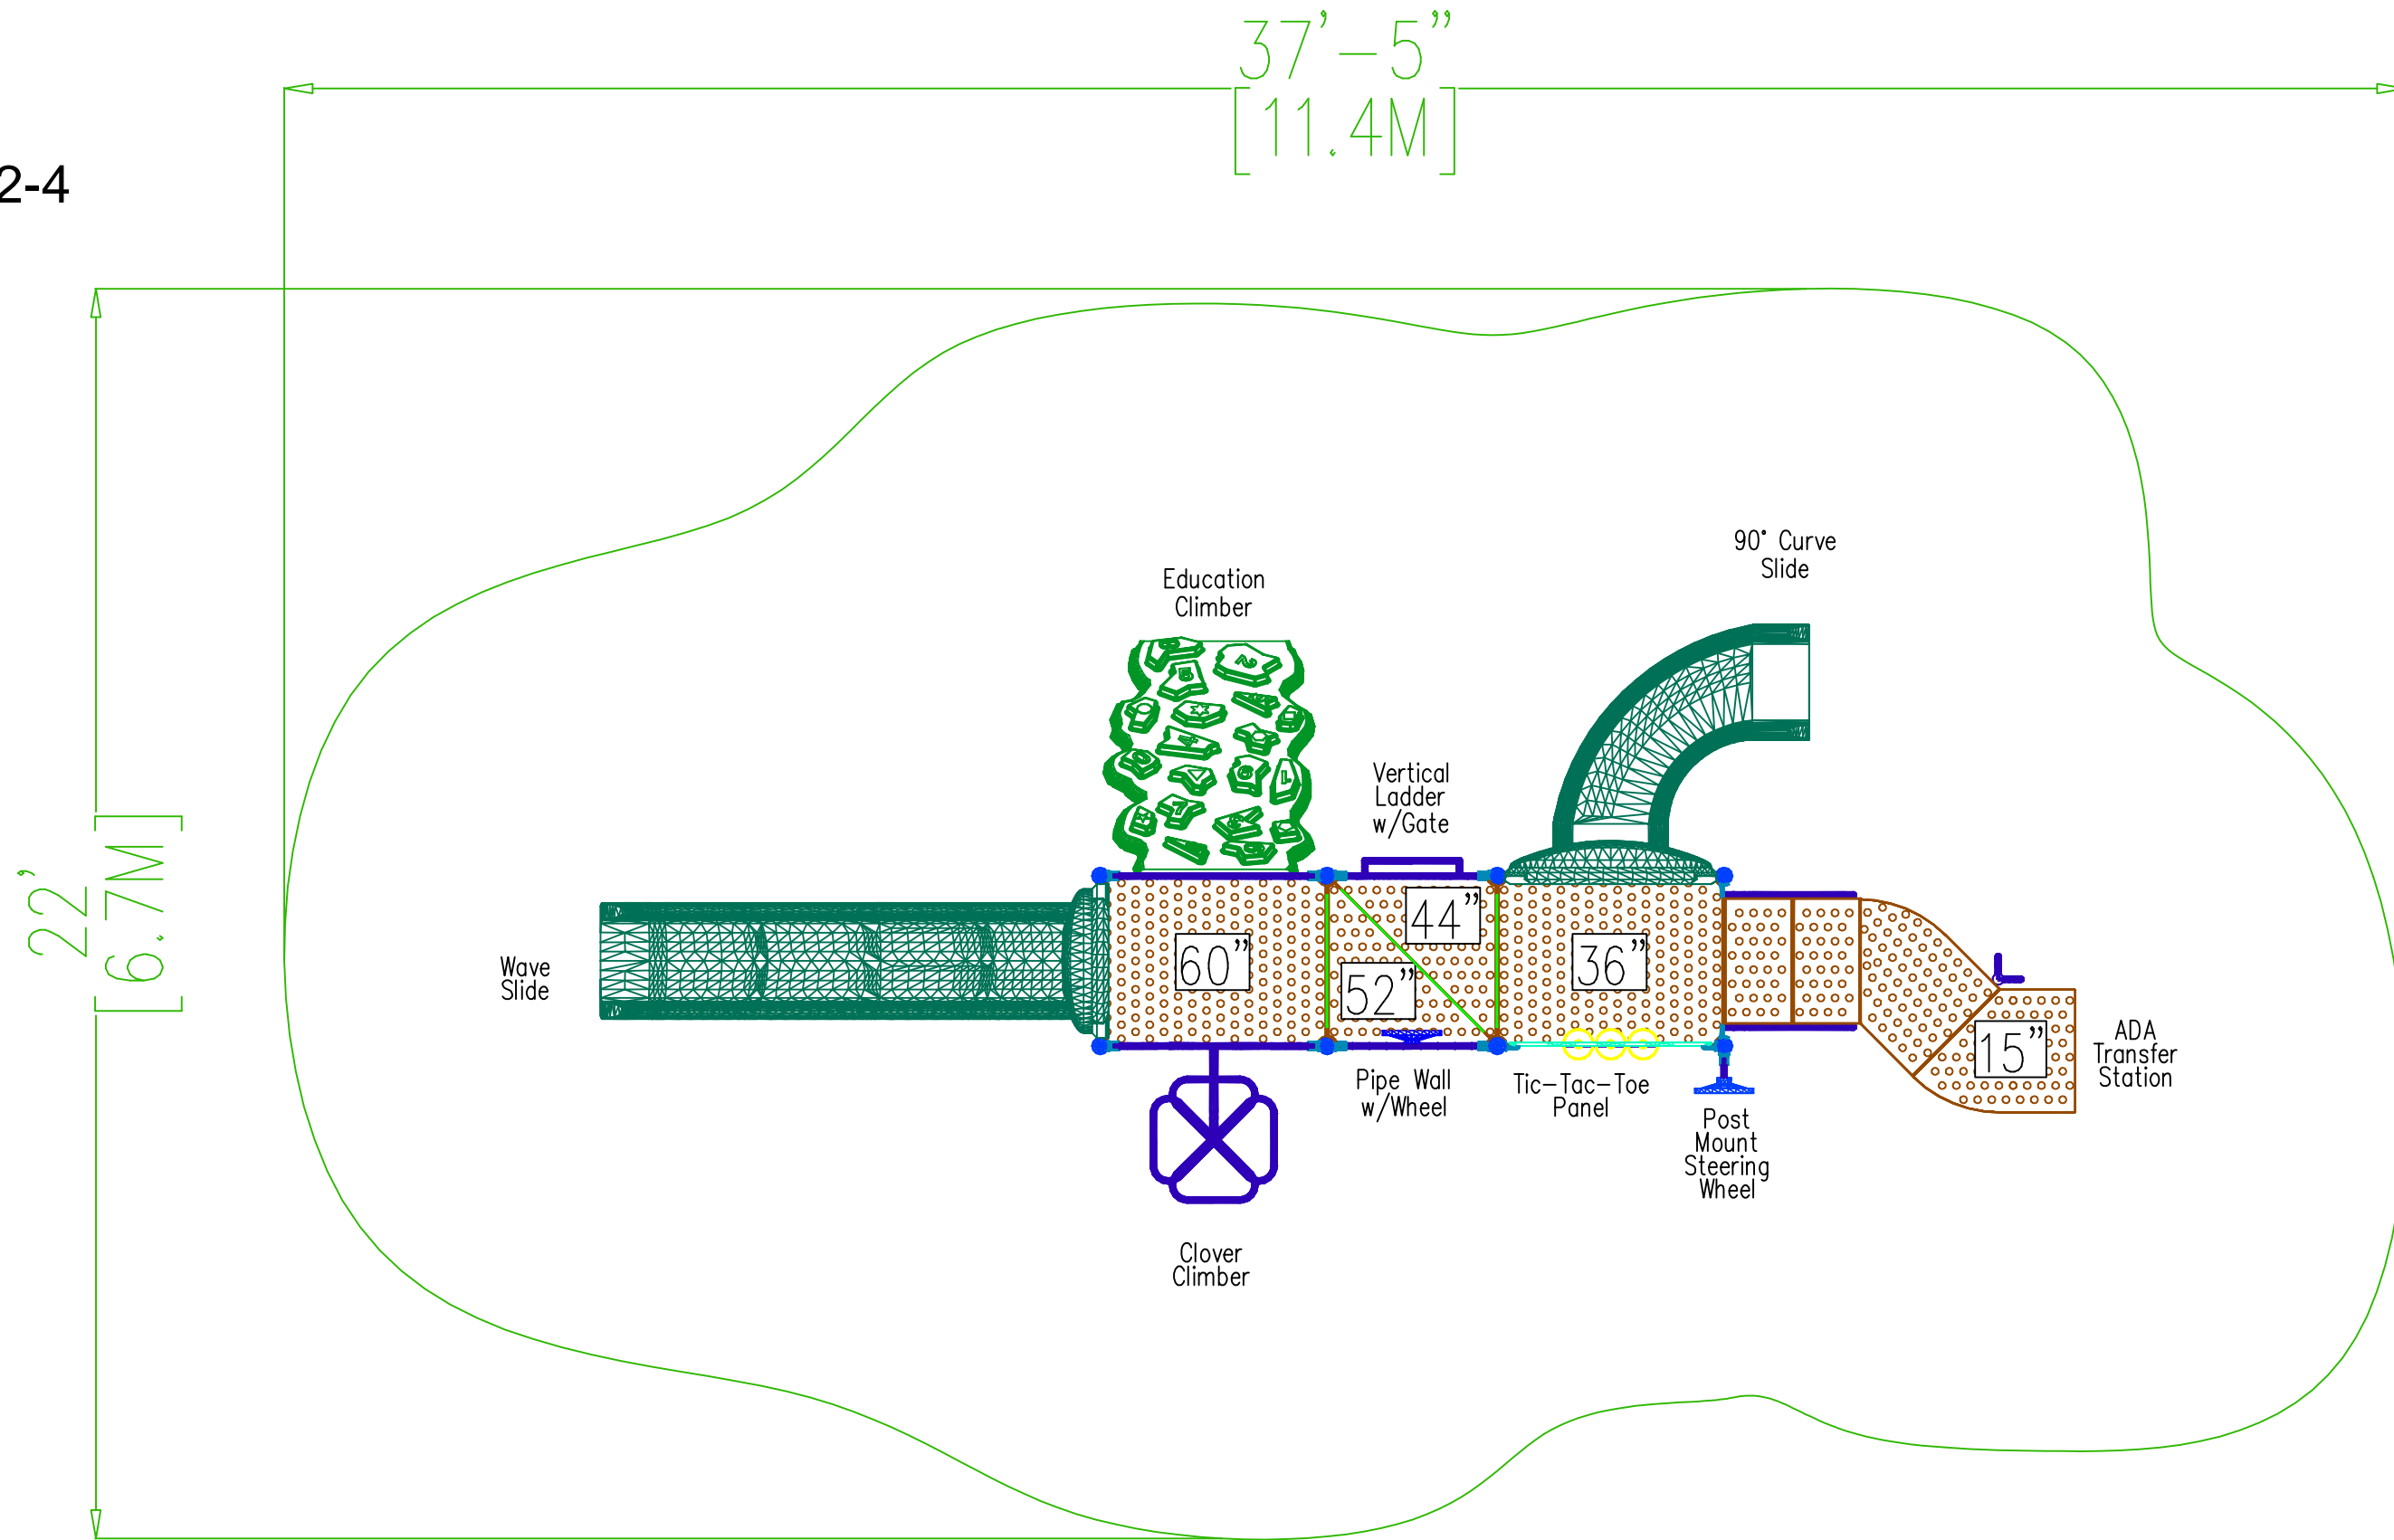 37'-5"
[11.4M]
2-4
90° Curve
Slide
Education
Climber
Vertical
Ladder
w/Gate
22'
[6.7M]
44"
60"
36"
52"
Wave
Slide
15"
ADA
Transfer
Station
Pipe Wall
w/Wheel
Tic-Tac-Toe
Panel
Post
Mount
Steering
Wheel
Clover
Climber